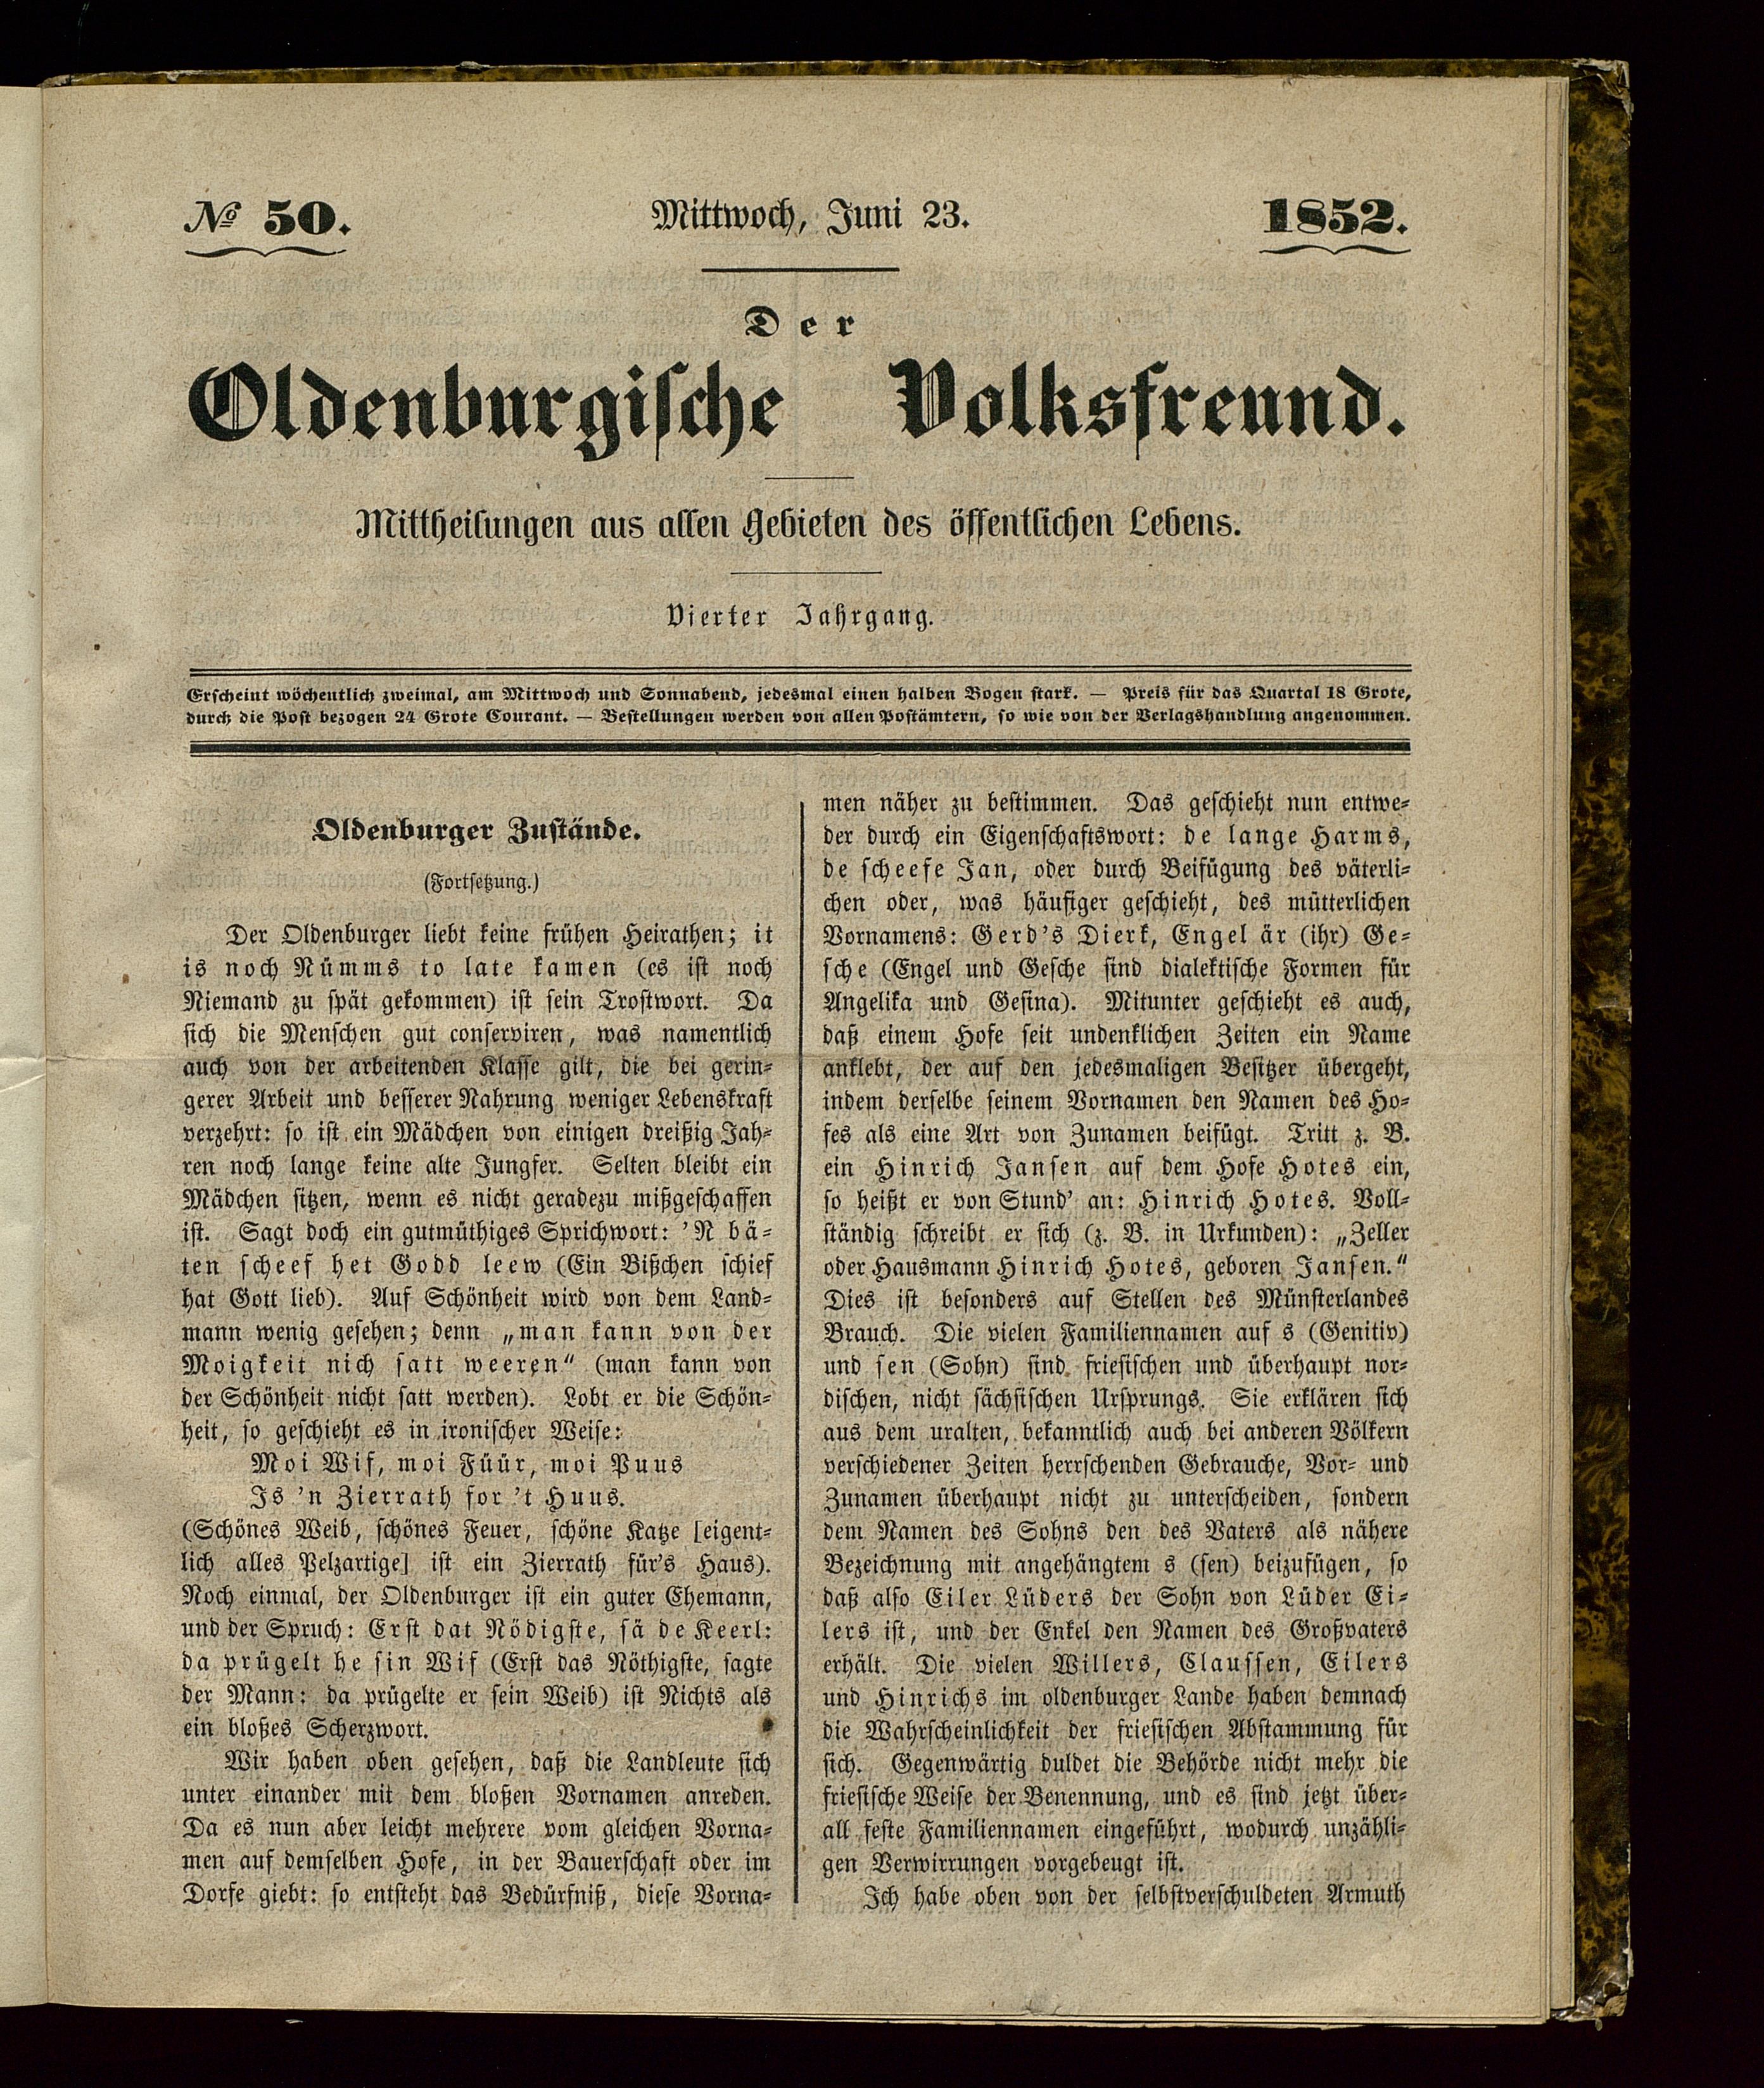 № 50.
Mittwoch, Juni 23.
1852.
Der
Oldenburgische Volksfreund.
Mittheilungen aus allen Gebieten des öffentlichen Lebens.
Vierter Jahrgang.
Erscheint wöchentlich zweimal, am Mittwoch und Sonnabend, jedesmal einen halben Bogen stark. — Preis für das Quartal 18 Grote,
durch die Post bezogen 24 Grote Courant. — Bestellungen werden von allen Postämtern, so wie von der Verlagshandlung angenommen.
Oldenburger Zustände.
(Fortsetzung.)
Der Oldenburger liebt keine frühen Heirathen; it
is noch Nümms to late kamen (es ist noch
Niemand zu spät gekommen) ist sein Trostwort. Da
sich die Menschen gut conserviren, was namentlich
auch von der arbeitenden Klasse gilt, die bei gerin-
gerer Arbeit und besserer Nahrung weniger Lebenskraft
verzehrt: so ist ein Mädchen von einigen dreißig Jah-
ren noch lange keine alte Jungfer. Selten bleibt ein
Mädchen sitzen, wenn es nicht geradezu mißgeschaffen
ist. Sagt doch ein gutmüthiges Sprichwort: 'N bä-
ten scheef het Godd leew (Ein Bißchen schief
hat Gott lieb). Auf Schönheit wird von dem Land-
mann wenig gesehen; denn „man kann von der
Moigkeit nich satt weeren“ (man kann von
der Schönheit nicht satt werden). Lobt er die Schön-
heit, so geschieht es in ironischer Weise:
Moi Wif, moi Füür, moi Puus
Is 'n Zierrath for 't Huus.
(Schönes Weib, schönes Feuer, schöne Katze [eigent-
lich alles Pelzartige] ist ein Zierrath für's Haus).
Noch einmal, der Oldenburger ist ein guter Ehemann,
und der Spruch: Erst dat Nödigste, sä de Keerl:
da prügelt he sin Wif (Erst das Nöthigste, sagte
der Mann: da prügelte er sein Weib) ist Nichts als
ein bloßes Scherzwort.
Wir haben oben gesehen, daß die Landleute sich
unter einander mit dem bloßen Vornamen anreden.
Da es nun aber leicht mehrere vom gleichen Vorna-
men auf demselben Hofe, in der Bauerschaft oder im
Dorfe giebt: so entsteht das Bedürfniß, diese Vorna-
men näher zu bestimmen. Das geschieht nun entwe-
der durch ein Eigenschaftswort: de lange Harms,
de scheefe Jan, oder durch Beifügung des väterli-
chen oder, was häufiger geschieht, des mütterlichen
Vornamens: Gerd's Dierk, Engel är (ihr) Ge-
sche (Engel und Gesche sind dialektische Formen für
Angelika und Gesina). Mitunter geschieht es auch,
daß einem Hofe seit undenklichen Zeiten ein Name
anklebt, der auf den jedesmaligen Besitzer übergeht,
indem derselbe seinem Vornamen den Namen des Ho-
fes als eine Art von Zunamen beifügt. Tritt z. B.
ein Hinrich Jansen auf dem Hofe Hotes ein,
so heißt er von Stund' an: Hinrich Hotes. Voll-
ständig schreibt er sich (z. B. in Urkunden): „Zeller
oder Hausmann Hinrich Hotes, geboren Jansen.“
Dies ist besonders auf Stellen des Münsterlandes
Brauch. Die vielen Familiennamen auf s (Genitiv)
und sen (Sohn) sind friesischen und überhaupt nor-
dischen, nicht sächsischen Ursprungs. Sie erklären sich
aus dem uralten, bekanntlich auch bei anderen Völkern
verschiedener Zeiten herrschenden Gebrauche, Vor- und
Zunamen überhaupt nicht zu unterscheiden, sondern
dem Namen des Sohns den des Vaters als nähere
Bezeichnung mit angehängtem s (sen) beizufügen, so
daß also Eiler Lüders der Sohn von Lüder Ei-
lers ist, und der Enkel den Namen des Großvaters
erhält. Die vielen Willers, Claussen, Eilers
und Hinrichs im oldenburger Lande haben demnach
die Wahrscheinlichkeit der friesischen Abstammung für
sich. Gegenwärtig duldet die Behörde nicht mehr die
friesische Weise der Benennung, und es sind jetzt über-
all feste Familiennamen eingeführt, wodurch unzähli-
gen Verwirrungen vorgebeugt ist.
Ich habe oben von der selbstverschuldeten Armuth